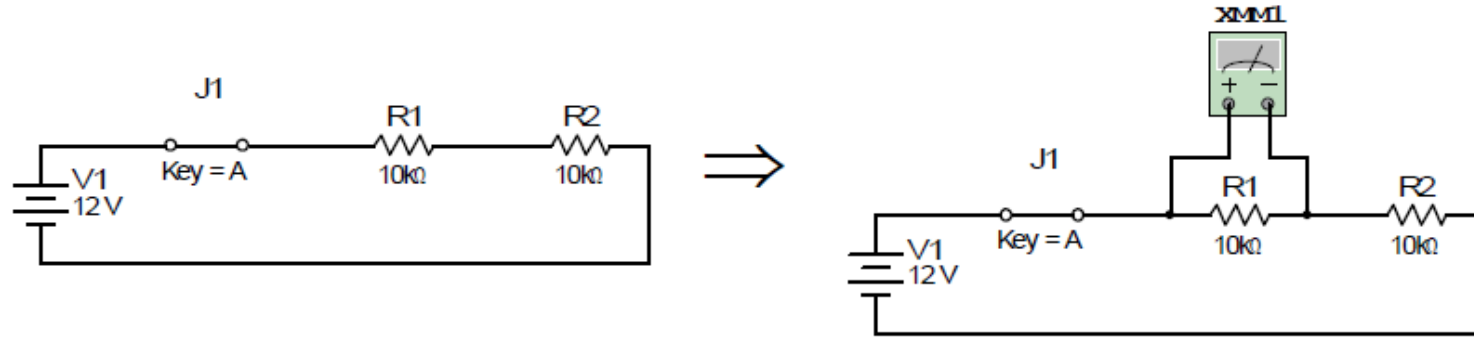 J1
R1
R2
Key = A
10kΩ
10kΩ
V1
12V
XMM1
+ −
J1
R1
R2
Key = A
10kΩ
10kΩ
V1
12V